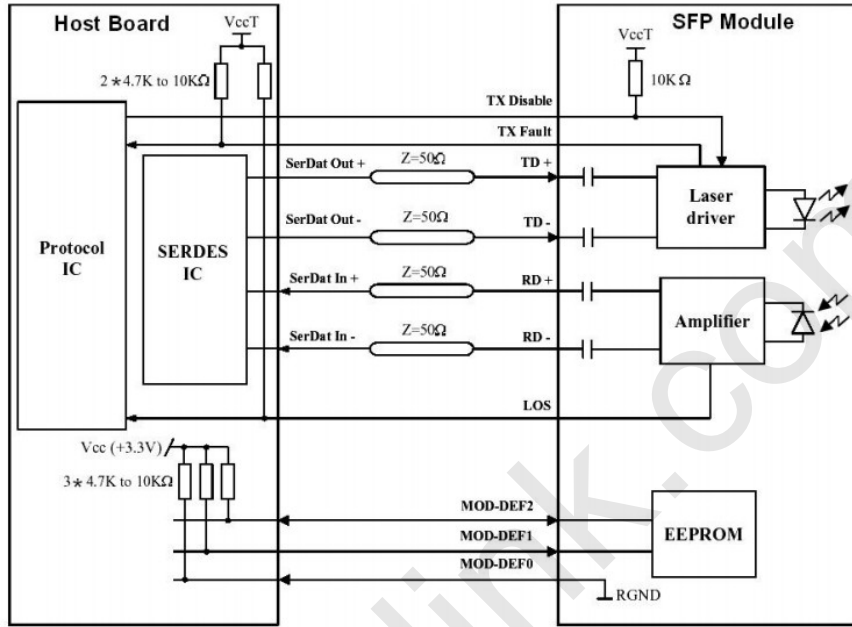 Host Board
SFP Module
VccT
VccT
2*4.7K to 10KΩ
10KΩ
TX Disable
TX Fault
SerDat Out +
Z=50Ω
TD +
SerDat Out -
Z=50Ω
TD -
Laser
driver
Protocol
IC
SERDES
IC
SerDat In +
Z=50Ω
RD +
SerDat In -
Z=50Ω
RD -
Amplifier
LOS
Vcc (+3.3V)
3*4.7K to 10KΩ
MOD-DEF2
MOD-DEF1
MOD-DEF0
EEPROM
RGND
link.com